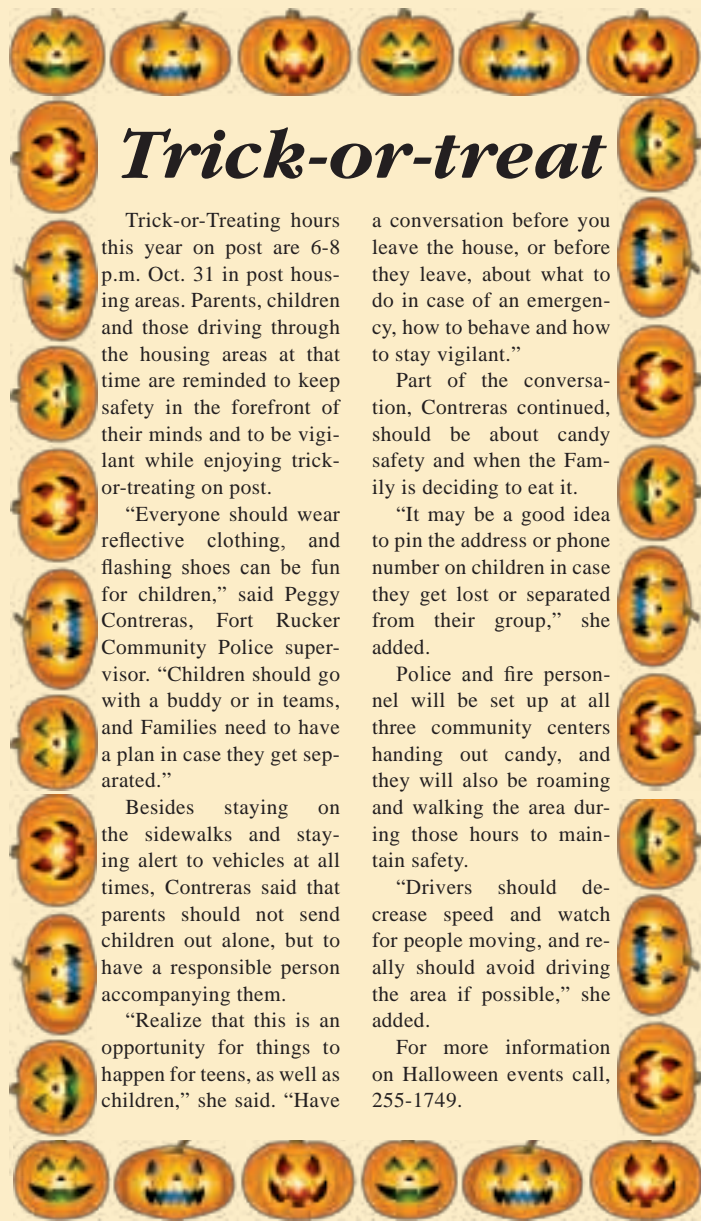 Trick-or-treat
Trick-or-Treating hours
this year on post are 6-8
p.m. Oct. 31 in post hous-
ing areas. Parents, children
and those driving through
the housing areas at that
time are reminded to keep
safety in the forefront of
their minds and to be vigi-
lant while enjoying trick-
or-treating on post.
“Everyone should wear
reflective clothing, and
flashing shoes can be fun
for children,” said Peggy
Contreras, Fort Rucker
Community Police super-
visor. “Children should go
with a buddy or in teams,
and Families need to have
a plan in case they get sep-
arated.”
Besides staying on
the sidewalks and stay-
ing alert to vehicles at all
times, Contreras said that
parents should not send
children out alone, but to
have a responsible person
accompanying them.
“Realize that this is an
opportunity for things to
happen for teens, as well as
children,” she said. “Have
a conversation before you
leave the house, or before
they leave, about what to
do in case of an emergen-
cy, how to behave and how
to stay vigilant.”
Part of the conversa-
tion, Contreras continued,
should be about candy
safety and when the Fam-
ily is deciding to eat it.
“It may be a good idea
to pin the address or phone
number on children in case
they get lost or separated
from their group,” she
added.
Police and fire person-
nel will be set up at all
three community centers
handing out candy, and
they will also be roaming
and walking the area dur-
ing those hours to main-
tain safety.
“Drivers should de-
crease speed and watch
for people moving, and re-
ally should avoid driving
the area if possible,” she
added.
For more information
on Halloween events call,
255-1749.